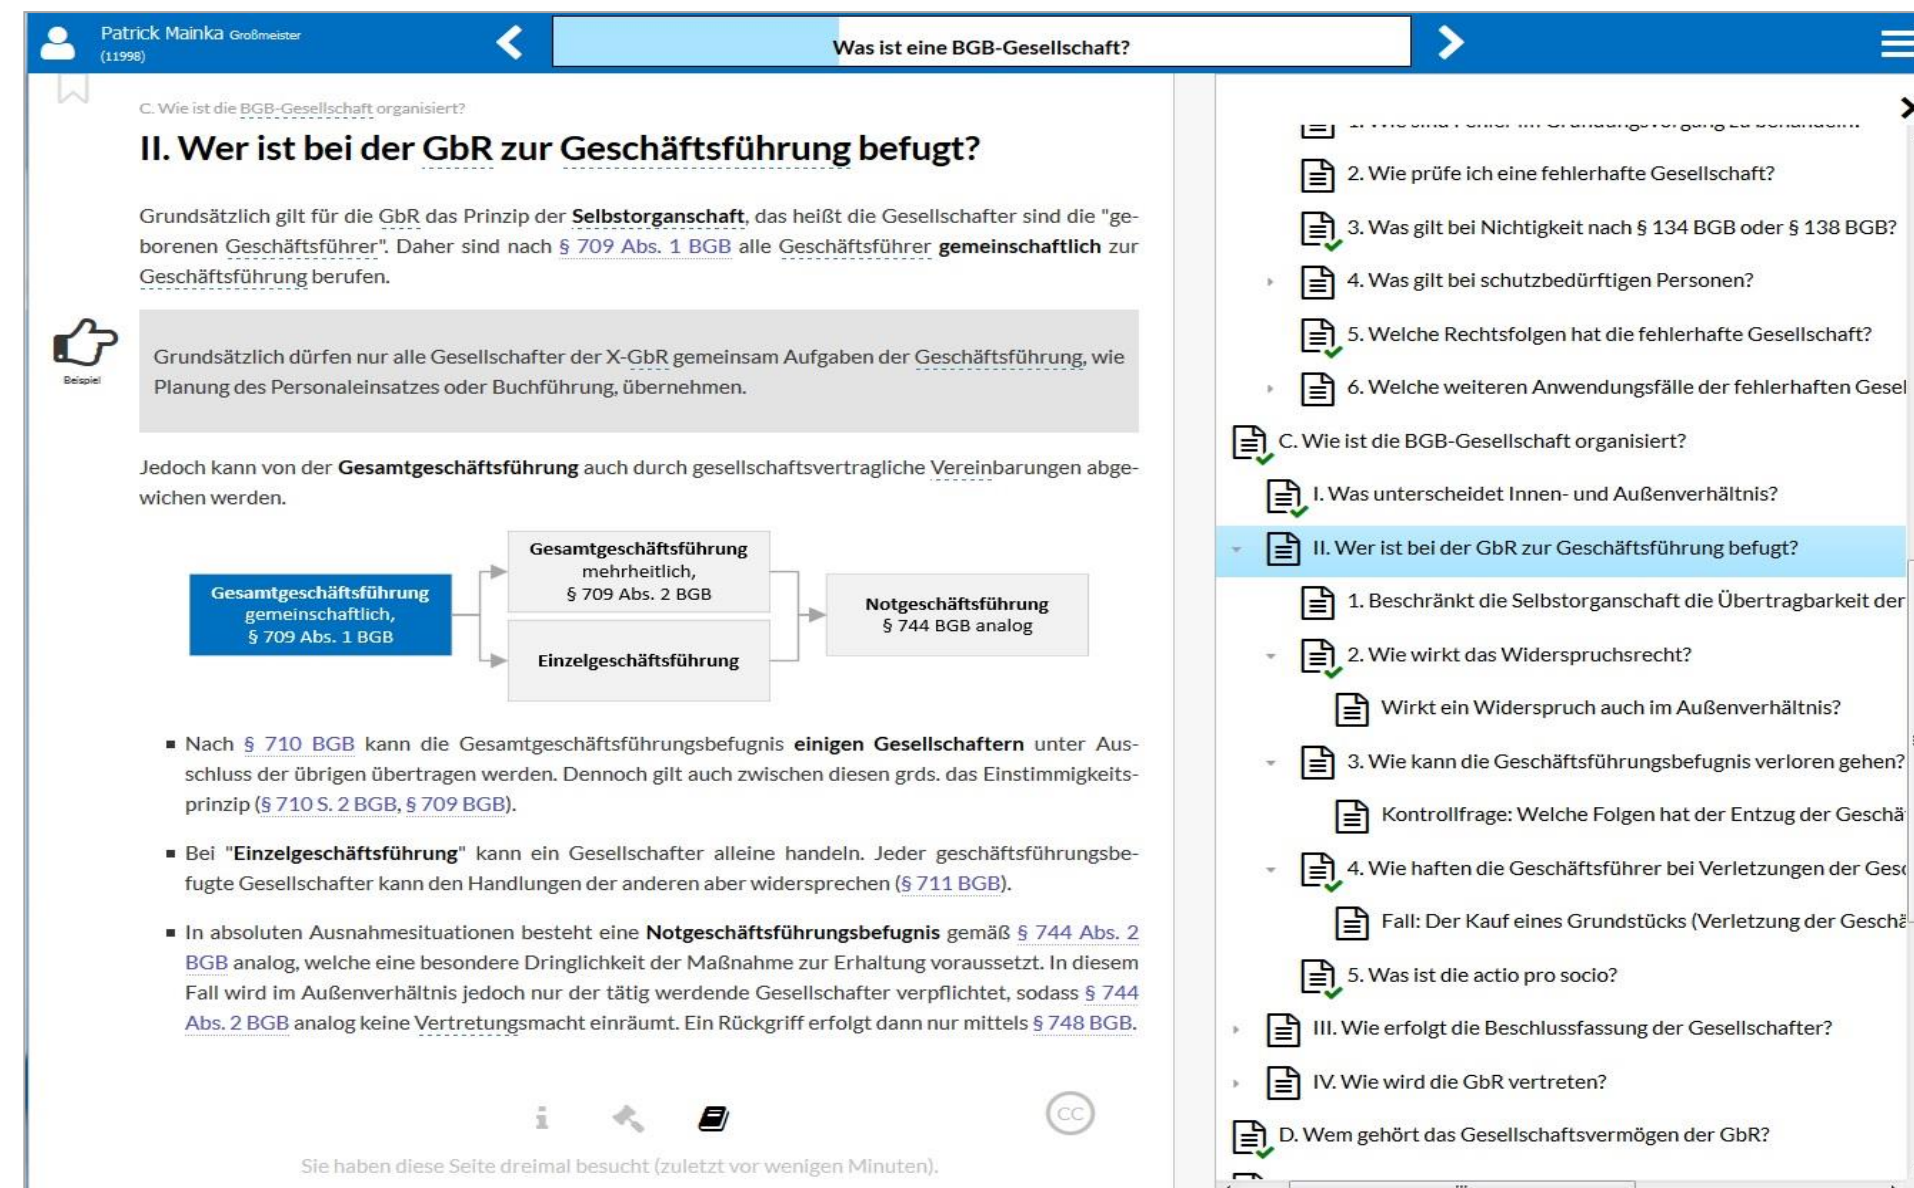 Patrick Mainka Großmeister
(11998)
Was ist eine BGB-Gesellschaft?
C. Wie ist die BGB-Gesellschaft organisiert?
II. Wer ist bei der GbR zur Geschäftsführung befugt?
Grundsätzlich gilt für die GbR das Prinzip der Selbstorganschaft, das heißt die Gesellschafter sind die "ge-
borenen Geschäftsführer". Daher sind nach § 709 Abs. 1 BGB alle Geschäftsführer gemeinschaftlich zur
Geschäftsführung berufen.
Beispiel
Grundsätzlich dürfen nur alle Gesellschafter der X-GbR gemeinsam Aufgaben der Geschäftsführung, wie
Planung des Personaleinsatzes oder Buchführung, übernehmen.
Jedoch kann von der Gesamtgeschäftsführung auch durch gesellschaftsvertragliche Vereinbarungen abge-
wichen werden.
Gesamtgeschäftsführung
gemeinschaftlich,
§ 709 Abs. 1 BGB
Gesamtgeschäftsführung
mehrheitlich,
§ 709 Abs. 2 BGB
Einzelgeschäftsführung
Notgeschäftsführung
§ 744 BGB analog
Nach § 710 BGB kann die Gesamtgeschäftsführungsbefugnis einigen Gesellschaftern unter Aus-
schluss der übrigen übertragen werden. Dennoch gilt auch zwischen diesen grds. das Einstimmigkeits-
prinzip (§ 710 S. 2 BGB, § 709 BGB).
Bei "Einzelgeschäftsführung" kann ein Gesellschafter alleine handeln. Jeder geschäftsführungsbe-
fugte Gesellschafter kann den Handlungen der anderen aber widersprechen (§ 711 BGB).
In absoluten Ausnahmesituationen besteht eine Notgeschäftsführungsbefugnis gemäß § 744 Abs. 2
BGB analog, welche eine besondere Dringlichkeit der Maßnahme zur Erhaltung voraussetzt. In diesem
Fall wird im Außenverhältnis jedoch nur der tätig werdende Gesellschafter verpflichtet, sodass § 744
Abs. 2 BGB analog keine Vertretungsmacht einräumt. Ein Rückgriff erfolgt dann nur mittels § 748 BGB.
i
CC
Sie haben diese Seite dreimal besucht (zuletzt vor wenigen Minuten).
1. Wie sind Fehler im Gründungsvorgang zu behandeln?
2. Wie prüfe ich eine fehlerhafte Gesellschaft?
3. Was gilt bei Nichtigkeit nach § 134 BGB oder § 138 BGB?
4. Was gilt bei schutzbedürftigen Personen?
5. Welche Rechtsfolgen hat die fehlerhafte Gesellschaft?
6. Welche weiteren Anwendungsfälle der fehlerhaften Gesel
C. Wie ist die BGB-Gesellschaft organisiert?
I. Was unterscheidet Innen- und Außenverhältnis?
II. Wer ist bei der GbR zur Geschäftsführung befugt?
1. Beschränkt die Selbstorganschaft die Übertragbarkeit der
2. Wie wirkt das Widerspruchsrecht?
Wirkt ein Widerspruch auch im Außenverhältnis?
3. Wie kann die Geschäftsführungsbefugnis verloren gehen?
Kontrollfrage: Welche Folgen hat der Entzug der Geschä
4. Wie haften die Geschäftsführer bei Verletzungen der Gesc
Fall: Der Kauf eines Grundstücks (Verletzung der Geschä
5. Was ist die actio pro socio?
III. Wie erfolgt die Beschlussfassung der Gesellschafter?
IV. Wie wird die GbR vertreten?
D. Wem gehört das Gesellschaftsvermögen der GbR?